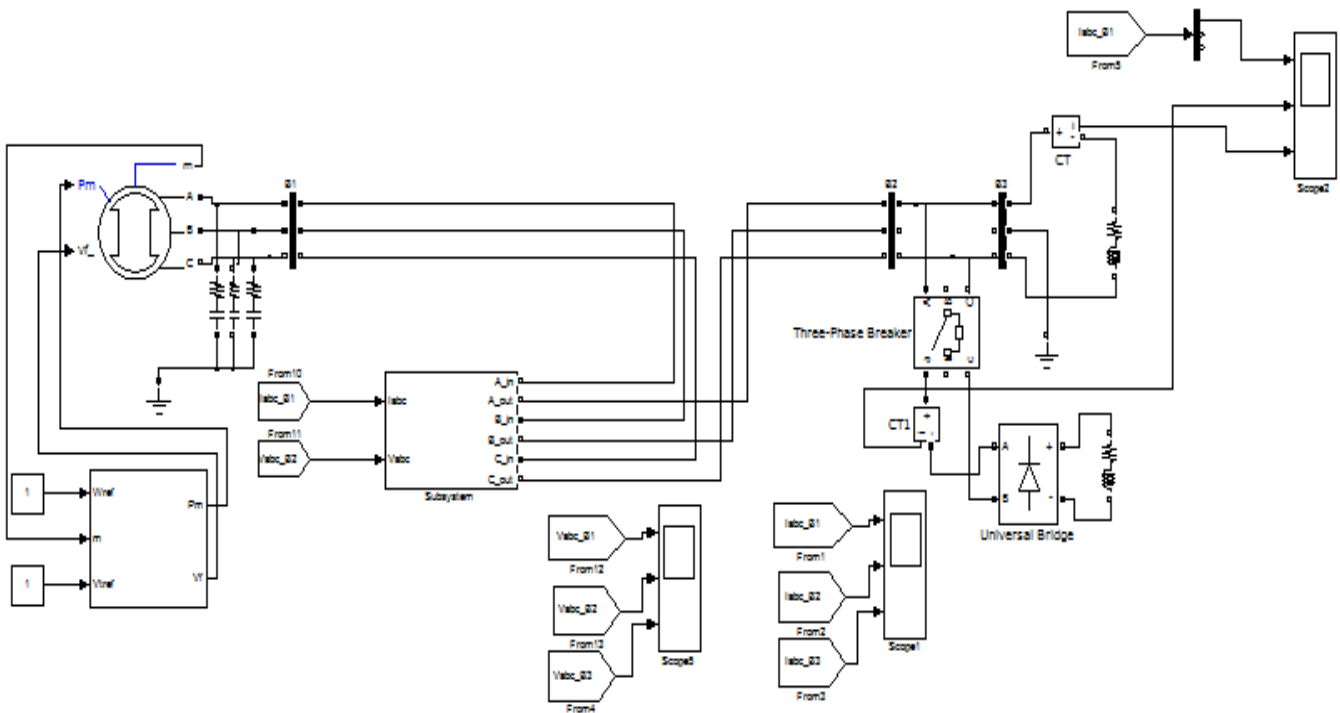 Iabc_B1
From5
Scope2
CT
m
Pm
A
B
C
Vf_
B1
B2
B3
A B C
Three-Phase Breaker
a b c
From10
Iabc_B1
Iabc
From11
Vabc_B2
Vabc
A_in
A_out
B_in
B_out
C_in
C_out
Subsystem
CT1
+
-
A
B
+
-
Universal Bridge
1
Wref
m
1
Vtref
Pm
Vf
Vabc_B1
From12
Vabc_B2
From13
Vabc_B3
From4
Scope5
Iabc_B1
From1
Iabc_B2
From2
Iabc_B3
From3
Scope1